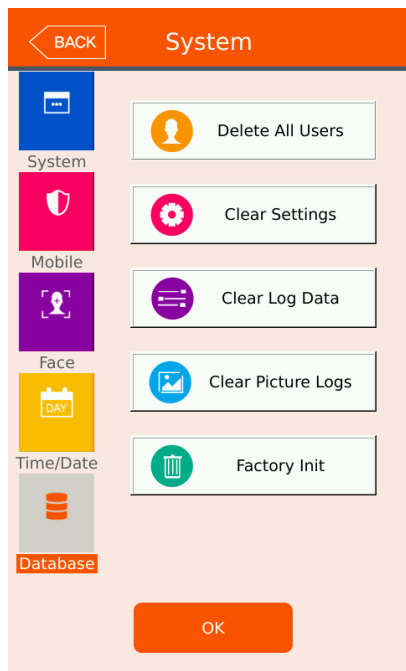 BACK
System
System
Mobile
Face
DAY
Time/Date
Database
Delete All Users
Clear Settings
Clear Log Data
Clear Picture Logs
Factory Init
OK